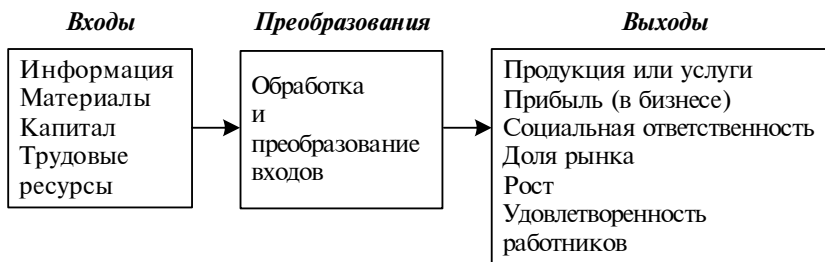 Входы
Преобразования
Выходы
Информация
Материалы
Капитал
Трудовые
ресурсы
Обработка
и
преобразование
входов
Продукция или услуги
Прибыль (в бизнесе)
Социальная ответственность
Доля рынка
Рост
Удовлетворенность
работников